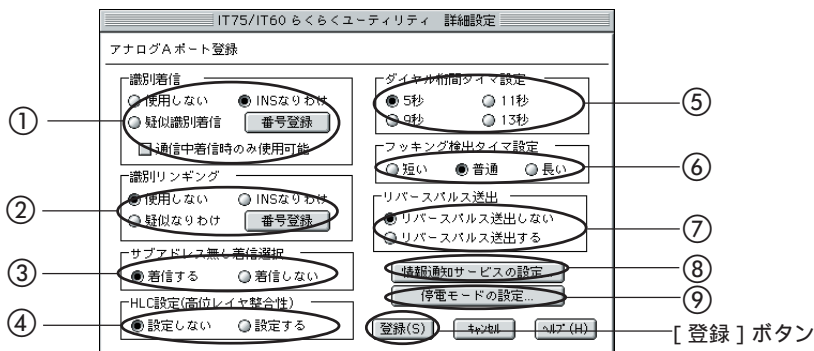 IT75/IT60 らくらくユーティリティ 詳細設定
アナログAポート登録
識別着信
使用しない INSなりわけ
疑似識別着信 番号登録
通信中着信時のみ使用可能
①
識別リンギング
使用しない INSなりわけ
疑似なりわけ 番号登録
②
サブアドレス無し着信選択
着信する 着信しない
③
HLC設定(高位レイヤ整合性)
設定しない 設定する
④
ダイヤル桁間タイマ設定
5秒 11秒
9秒 13秒
⑤
フッキング検出タイマ設定
短い 普通 長い
⑥
リバースパルス送出
リバースパルス送出しない
リバースパルス送出する
⑦
情報通知サービスの設定
⑧
停電モードの設定...
⑨
登録(S) キャンセル ヘルプ(H)
[ 登録 ] ボタン